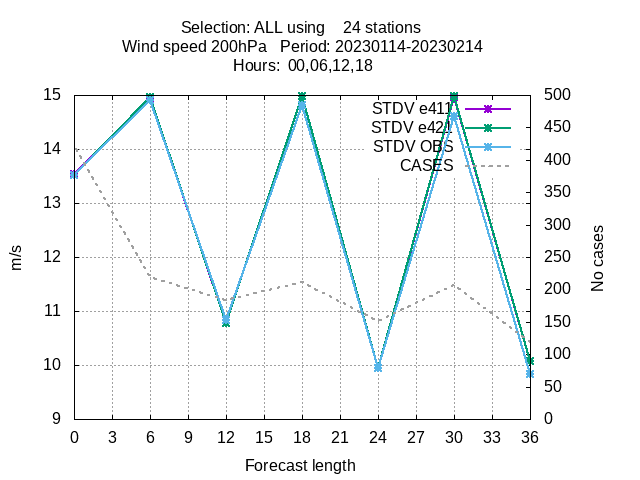 Selection: ALL using    24 stations
Wind speed 200hPa   Period: 20230114-20230214
Hours:  00,06,12,18
STDV e411
STDV e42
STDV OBS
CASES
m/s
15
14
13
12
11
10
9
500
450
400
350
300
250
200
150
100
50
0
No cases
0 3 6 9 12 15 18 21 24 27 30 33 36
Forecast length